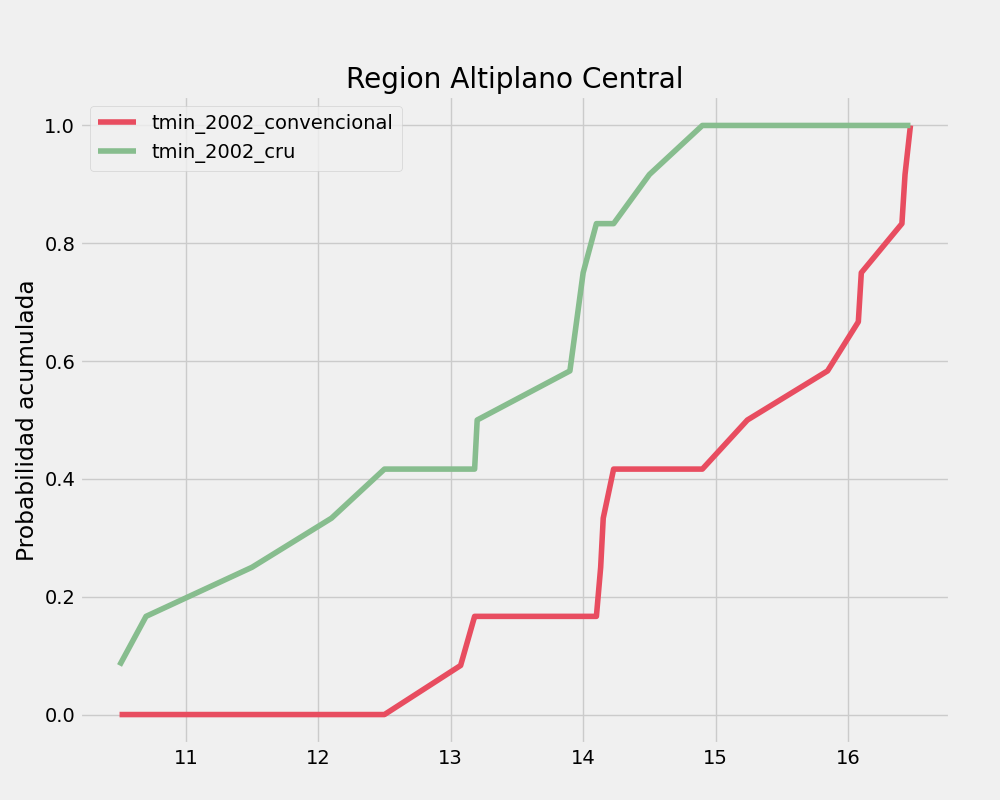 Region Altiplano Central
tmin_2002_convencional
tmin_2002_cru
Probabilidad acumulada
1.0
0.8
0.6
0.4
0.2
0.0
11 12 13 14 15 16